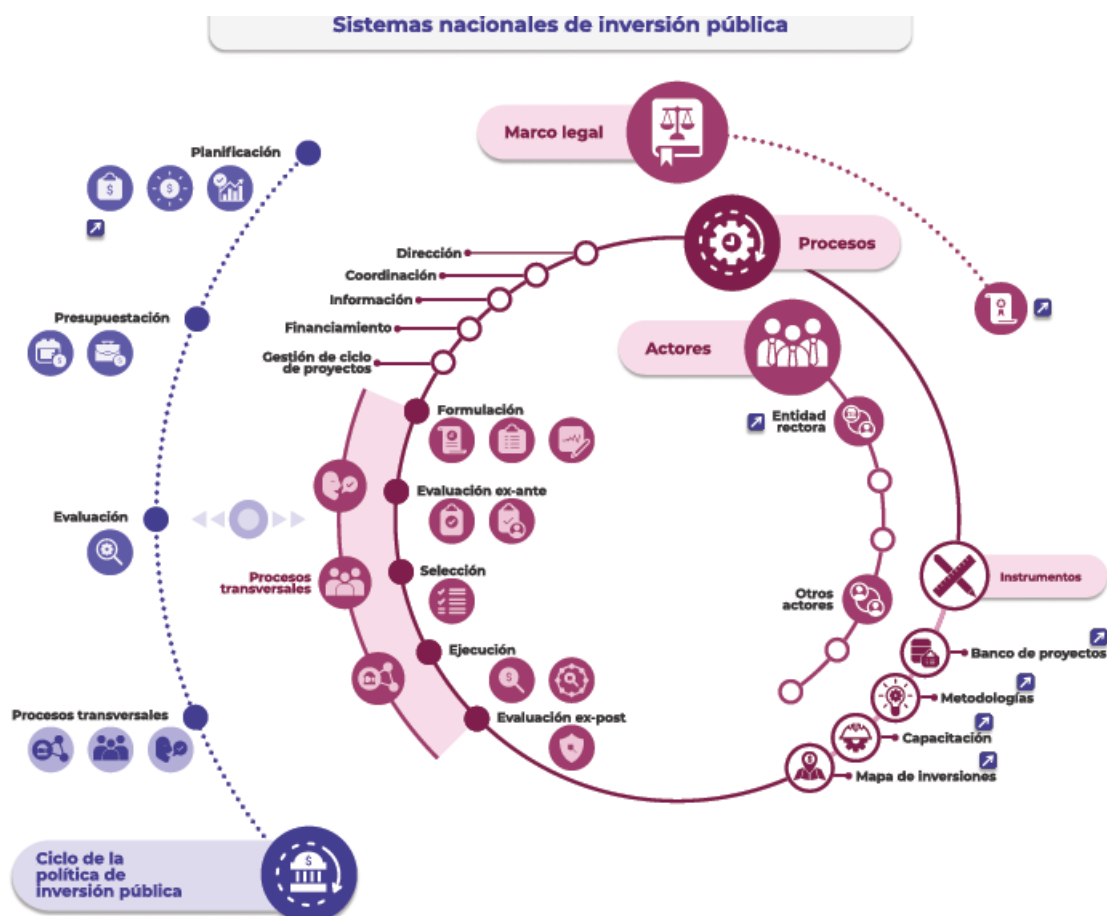 Sistemas nacionales de inversión pública
Marco legal
Planificación
Procesos
Dirección
Coordinación
Información
Financiamiento
Gestión de ciclo
de proyectos
Presupuestación
Actores
Entidad
rectora
Formulación
Evaluación ex-ante
Evaluación
Selección
Procesos
transversales
Instrumentos
Otros
actores
Ejecución
Banco de proyectos
Metodologías
Evaluación ex-post
Procesos transversales
Capacitación
Mapa de inversiones
Ciclo de la
política de
inversión pública